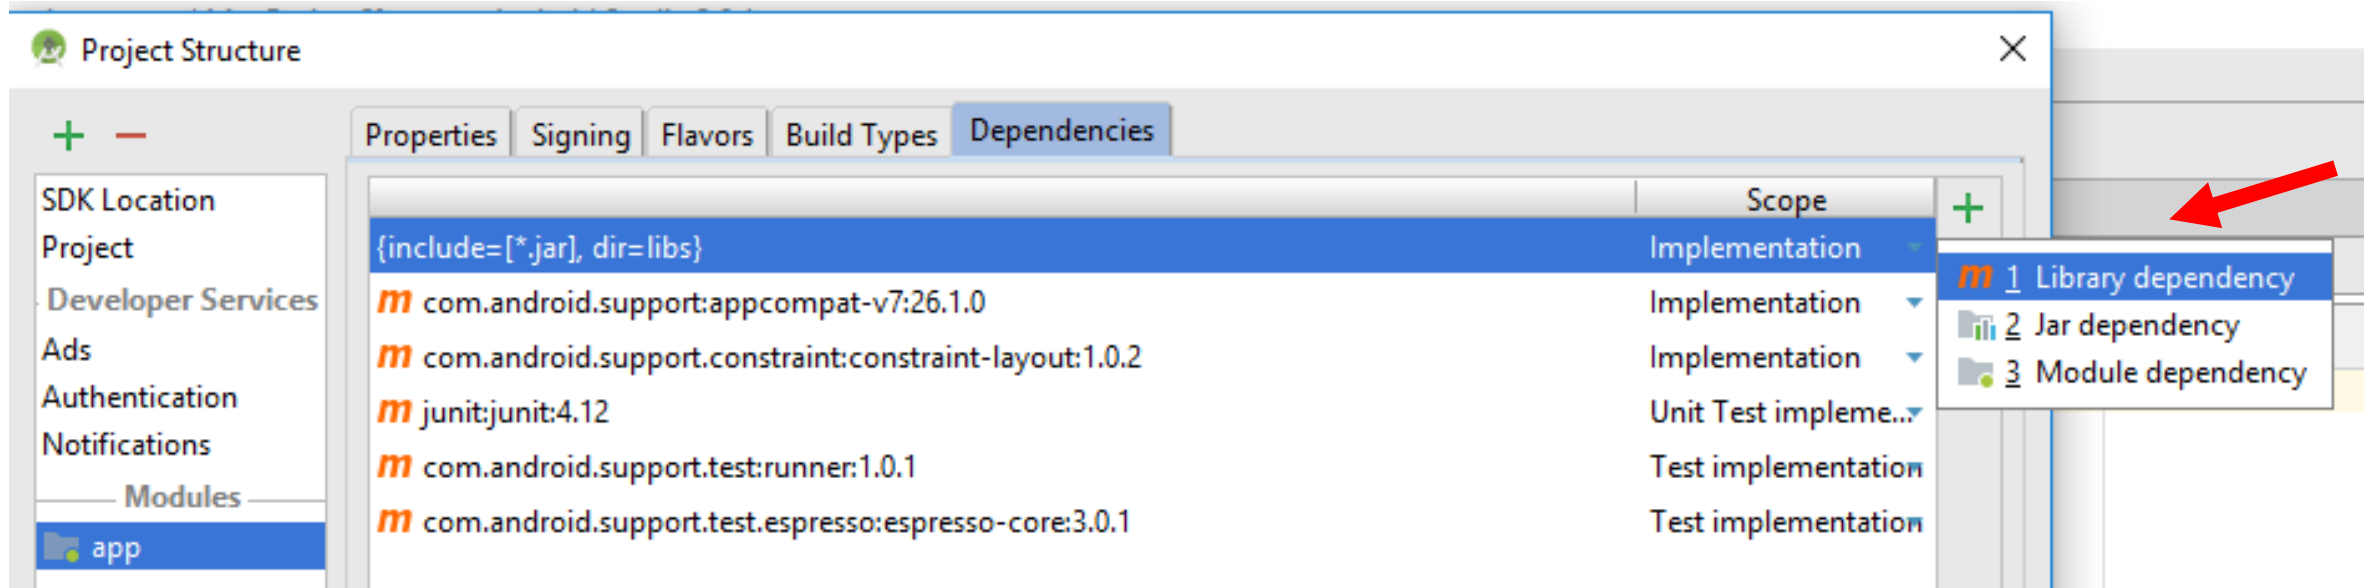 Project Structure
Properties Signing Flavors Build Types Dependencies
SDK Location
Project
Developer Services
Ads
Authentication
Notifications
Modules
app
Scope
{include=[*.jar], dir=libs} Implementation
m com.android.support:appcompat-v7:26.1.0 Implementation
m com.android.support.constraint:constraint-layout:1.0.2 Implementation
m junit:junit:4.12 Unit Test impleme...
m com.android.support.test:runner:1.0.1 Test implementation
m com.android.support.test.espresso:espresso-core:3.0.1 Test implementation
m 1 Library dependency
2 Jar dependency
3 Module dependency